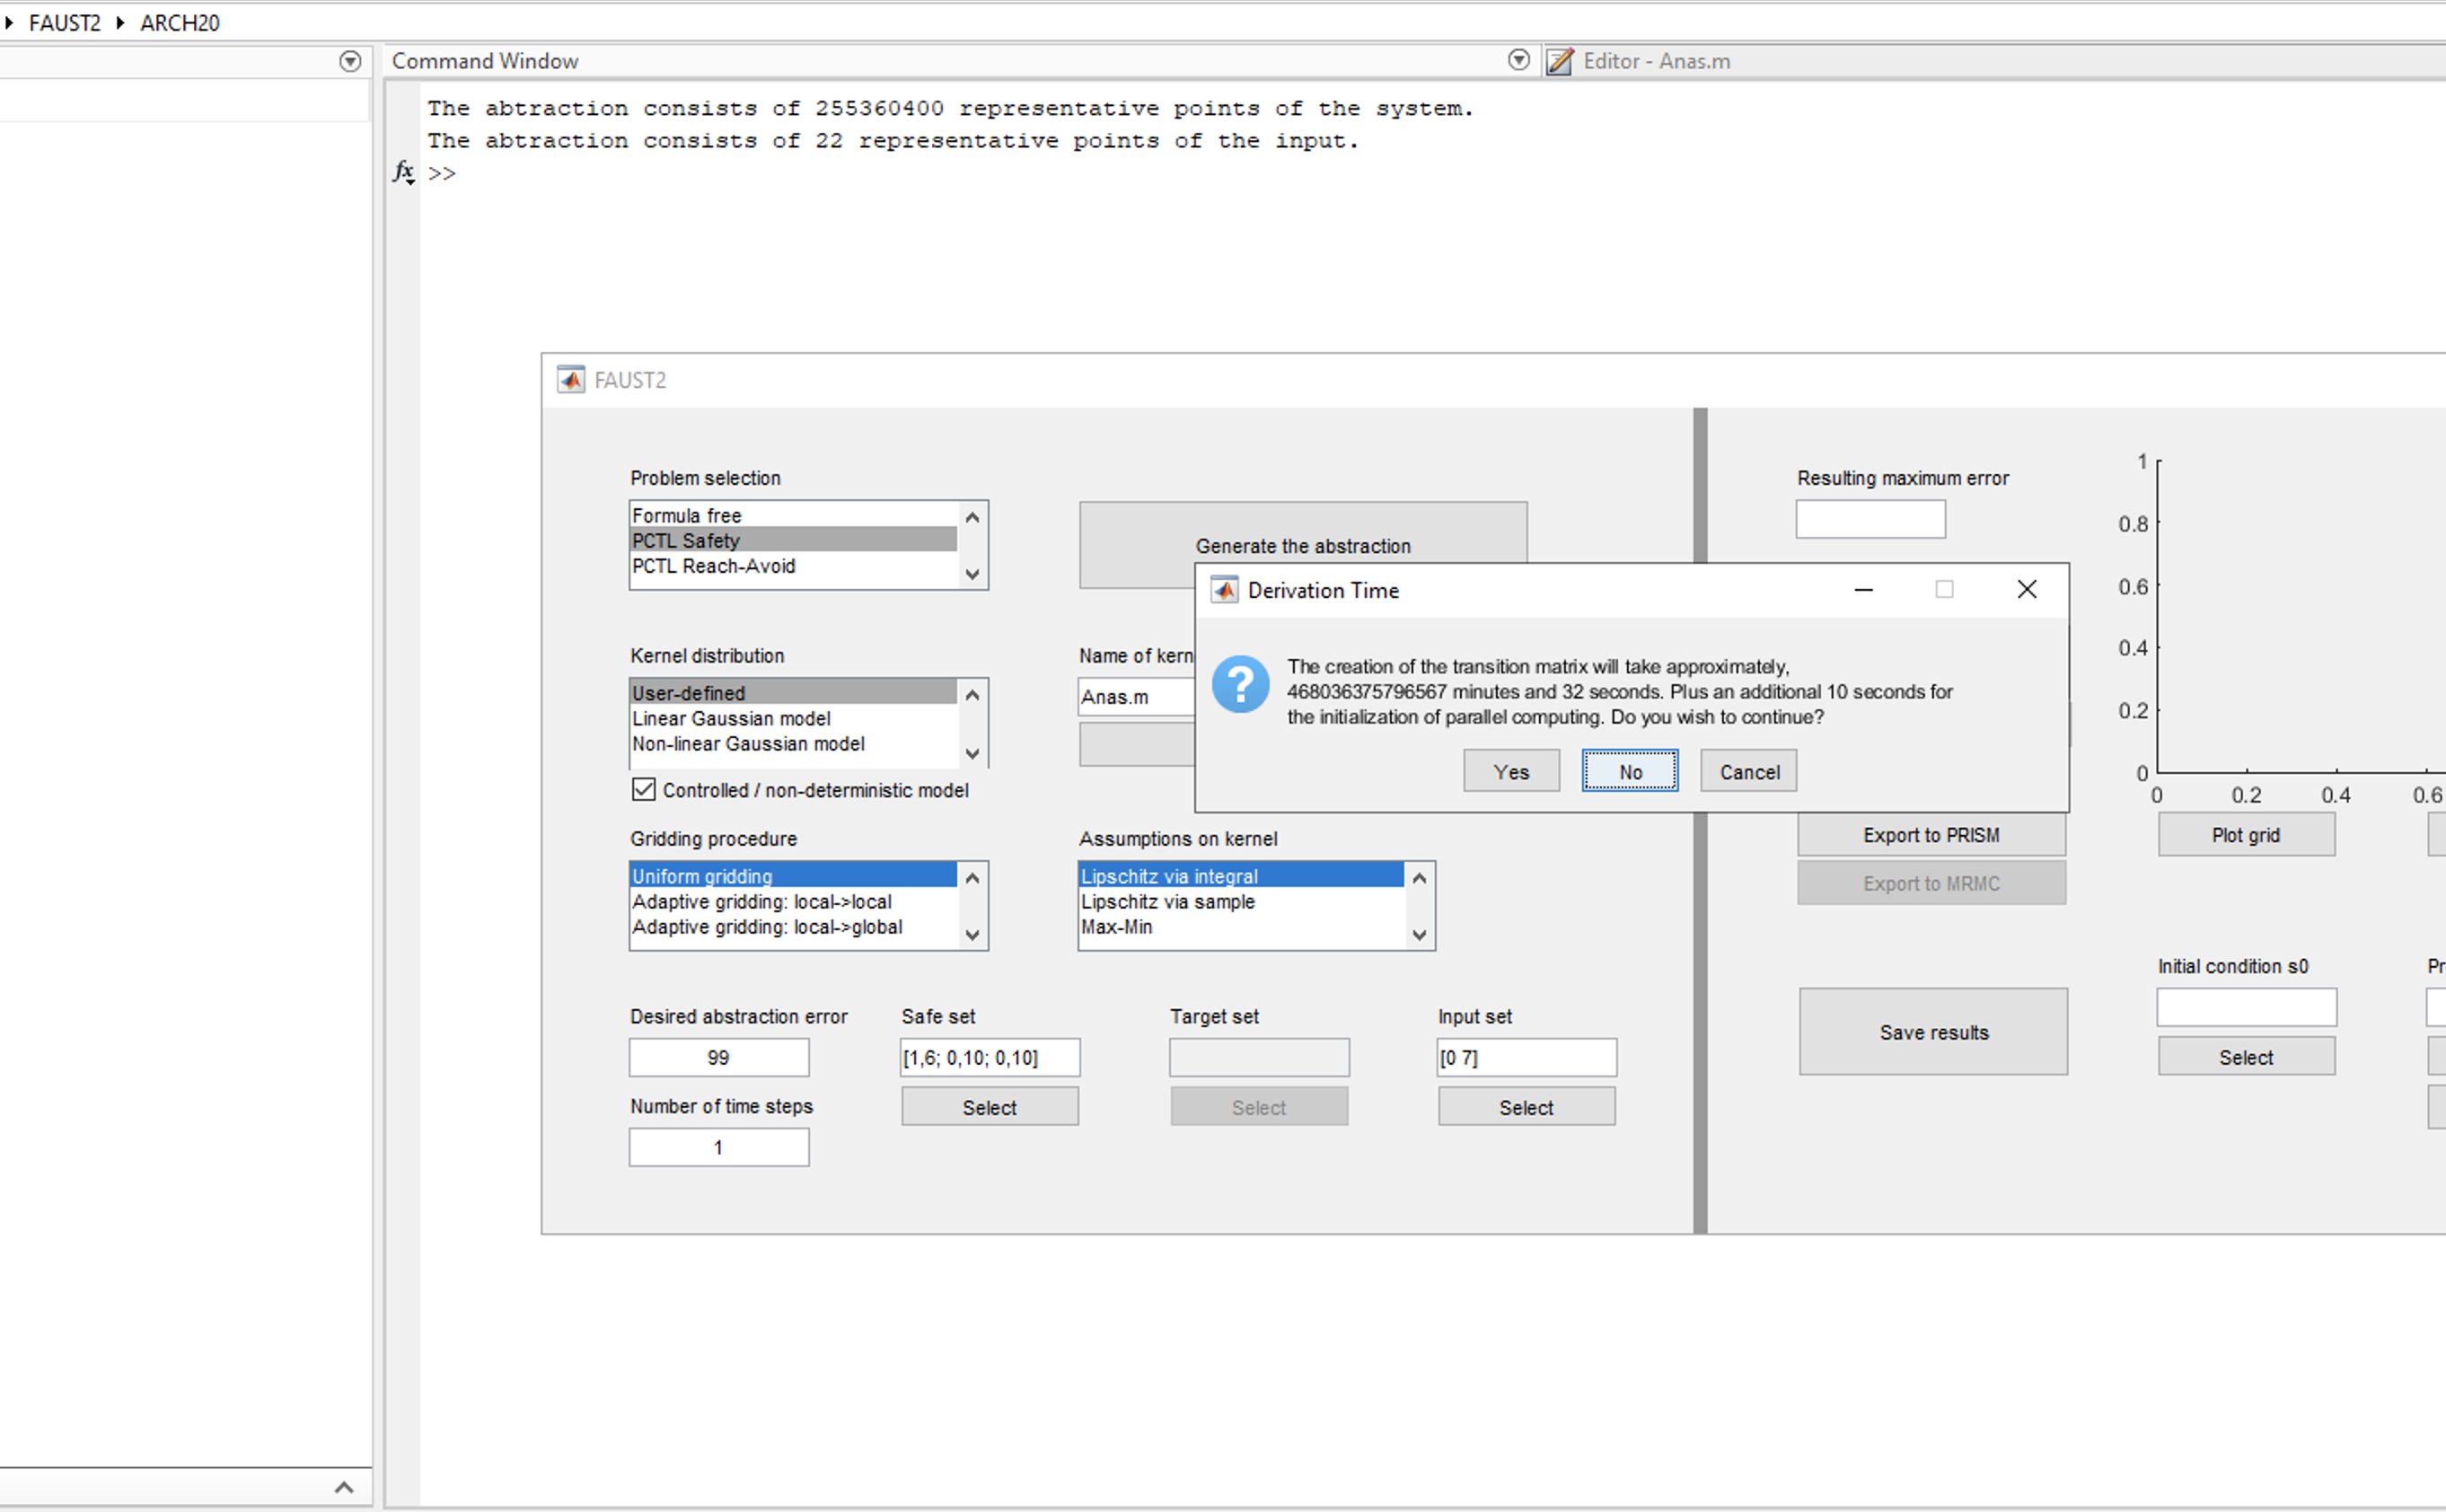 FAUST2 ARCH20
Command Window
Editor - Anas.m
The abtraction consists of 255360400 representative points of the system.
The abtraction consists of 22 representative points of the input.
fx >>
FAUST2
Problem selection
Formula free
PCTL Safety
PCTL Reach-Avoid
Generate the abstraction
Resulting maximum error
1
0.8
0.6
0.4
0.2
0
0 0.2 0.4 0.6
Derivation Time
The creation of the transition matrix will take approximately,
468036375796567 minutes and 32 seconds. Plus an additional 10 seconds for
the initialization of parallel computing. Do you wish to continue?
Yes No Cancel
Kernel distribution
User-defined
Linear Gaussian model
Non-linear Gaussian model
Name of kern
Anas.m
Controlled / non-deterministic model
Export to PRISM
Export to MRMC
Plot grid
Gridding procedure
Uniform gridding
Adaptive gridding: local->local
Adaptive gridding: local->global
Assumptions on kernel
Lipschitz via integral
Lipschitz via sample
Max-Min
Desired abstraction error
99
Number of time steps
1
Safe set
[1,6; 0,10; 0,10]
Select
Target set
Select
Input set
[0 7]
Select
Save results
Initial condition s0
Select
Pr